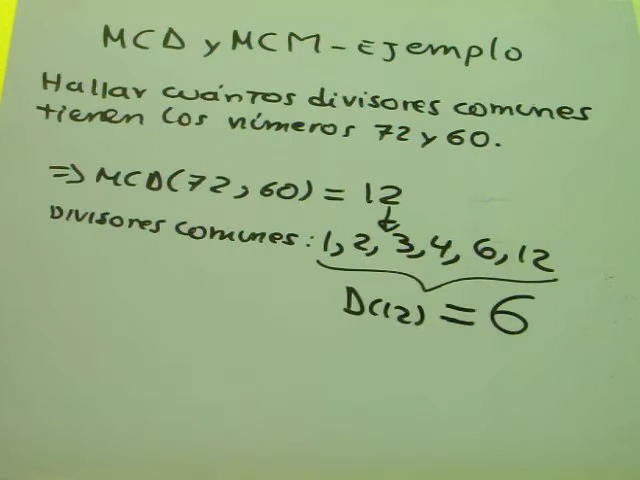 MCD y MCM - Ejemplo
Hallar cuántos divisores comunes
tienen los números 72 y 60.
=> MCD(72, 60) = 12
Divisores comunes: 1, 2, 3, 4, 6, 12
D(12) = 6